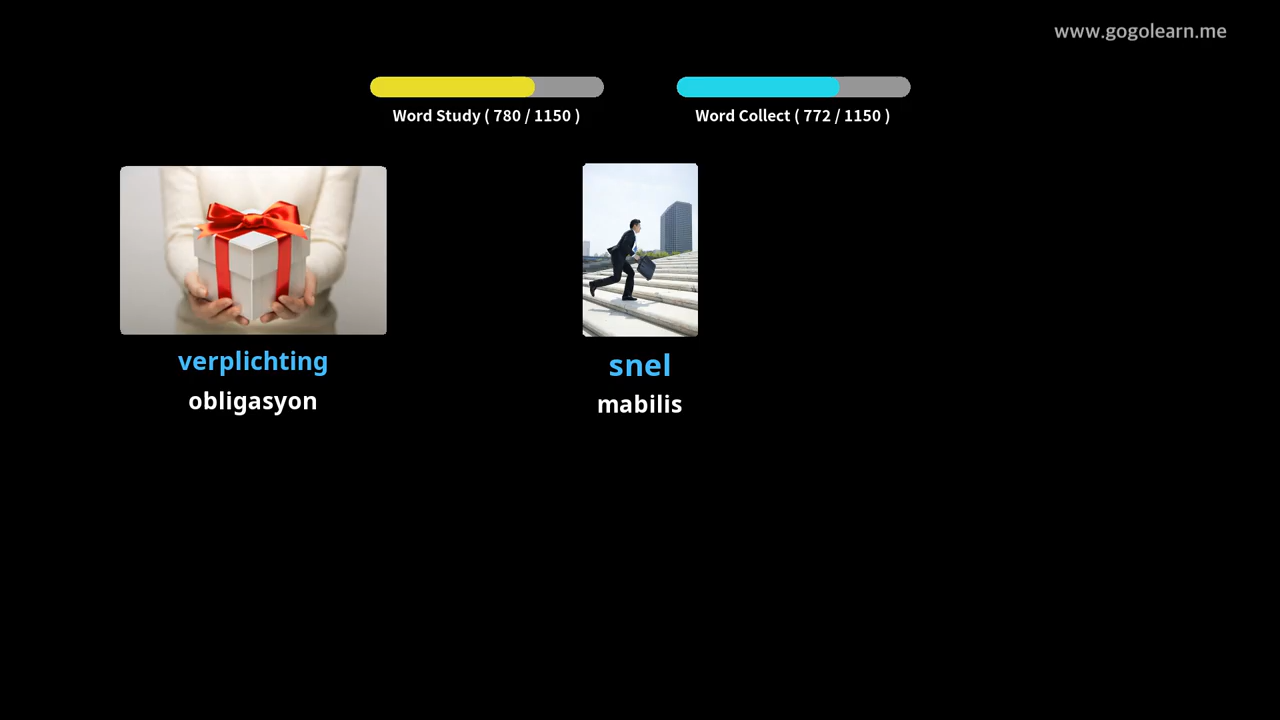 www.gogolearn.me
Word Study ( 780 / 1150 )
Word Collect ( 772 / 1150 )
verplichting
obligasyon
snel
mabilis